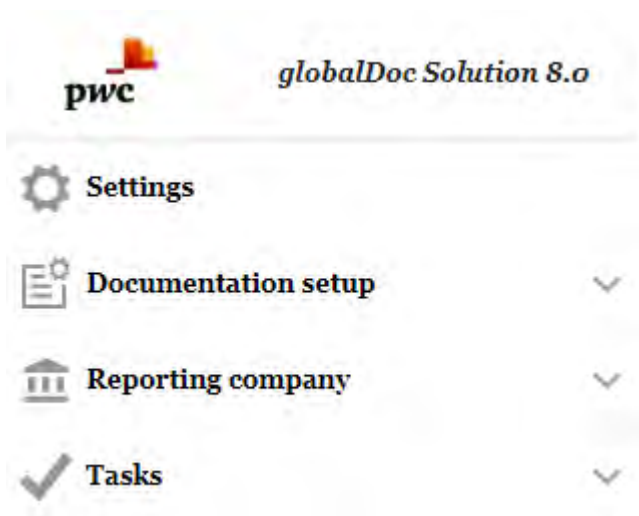 pwc
globalDoc Solution 8.0
Settings
Documentation setup
Reporting company
Tasks